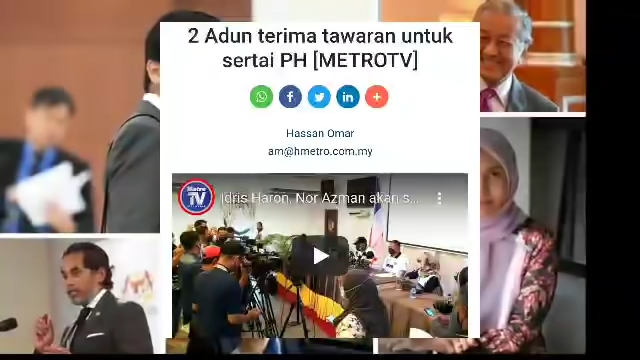 2 Adun terima tawaran untuk
sertai PH [METROTV]
Hassan Omar
am@hmetro.com.my
Metro
TV
Idris Haron, Nor Azman akan s...